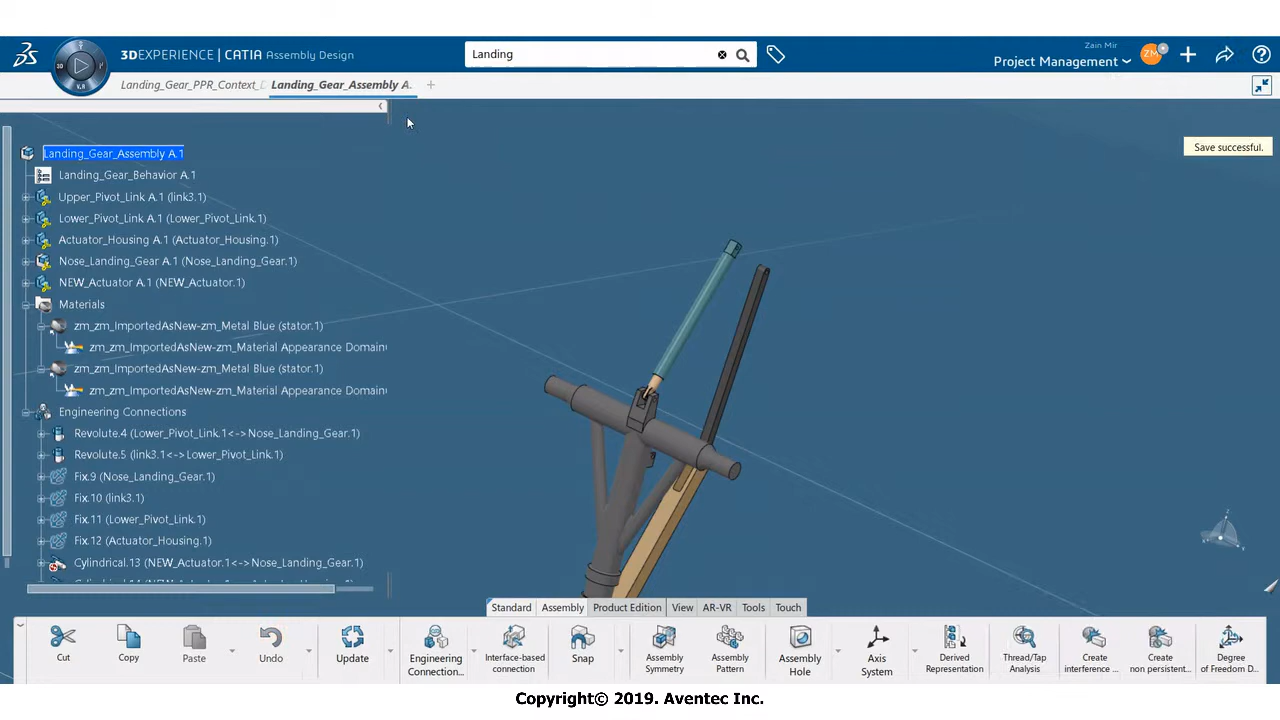 3DEXPERIENCE | CATIA Assembly Design
Landing
Zain Mir
Project Management
ZM
3D
V.R
Landing_Gear_PPR_Context_D
Landing_Gear_Assembly A.
Save successful.
Landing_Gear_Assembly A.1
Landing_Gear_Behavior A.1
Upper_Pivot_Link A.1 (link3.1)
Lower_Pivot_Link A.1 (Lower_Pivot_Link.1)
Actuator_Housing A.1 (Actuator_Housing.1)
Nose_Landing_Gear A.1 (Nose_Landing_Gear.1)
NEW_Actuator A.1 (NEW_Actuator.1)
Materials
zm_zm_ImportedAsNew-zm_Metal Blue (stator.1)
zm_zm_ImportedAsNew-zm_Material Appearance Domain
zm_zm_ImportedAsNew-zm_Metal Blue (stator.1)
zm_zm_ImportedAsNew-zm_Material Appearance Domain
Engineering Connections
Revolute.4 (Lower_Pivot_Link.1<->Nose_Landing_Gear.1)
Revolute.5 (link3.1<->Lower_Pivot_Link.1)
Fix.9 (Nose_Landing_Gear.1)
Fix.10 (link3.1)
Fix.11 (Lower_Pivot_Link.1)
Fix.12 (Actuator_Housing.1)
Cylindrical.13 (NEW_Actuator.1<->Nose_Landing_Gear.1)
Standard Assembly Product Edition View AR-VR Tools Touch
Cut
Copy
Paste
Undo
Update
Engineering
Connection...
Interface-based
connection
Snap
Assembly
Symmetry
Assembly
Pattern
Assembly
Hole
Axis
System
Derived
Representation
Thread/Tap
Analysis
Create
interference ...
Create
non persistent...
Degree
of Freedom D...
Copyright© 2019. Aventec Inc.